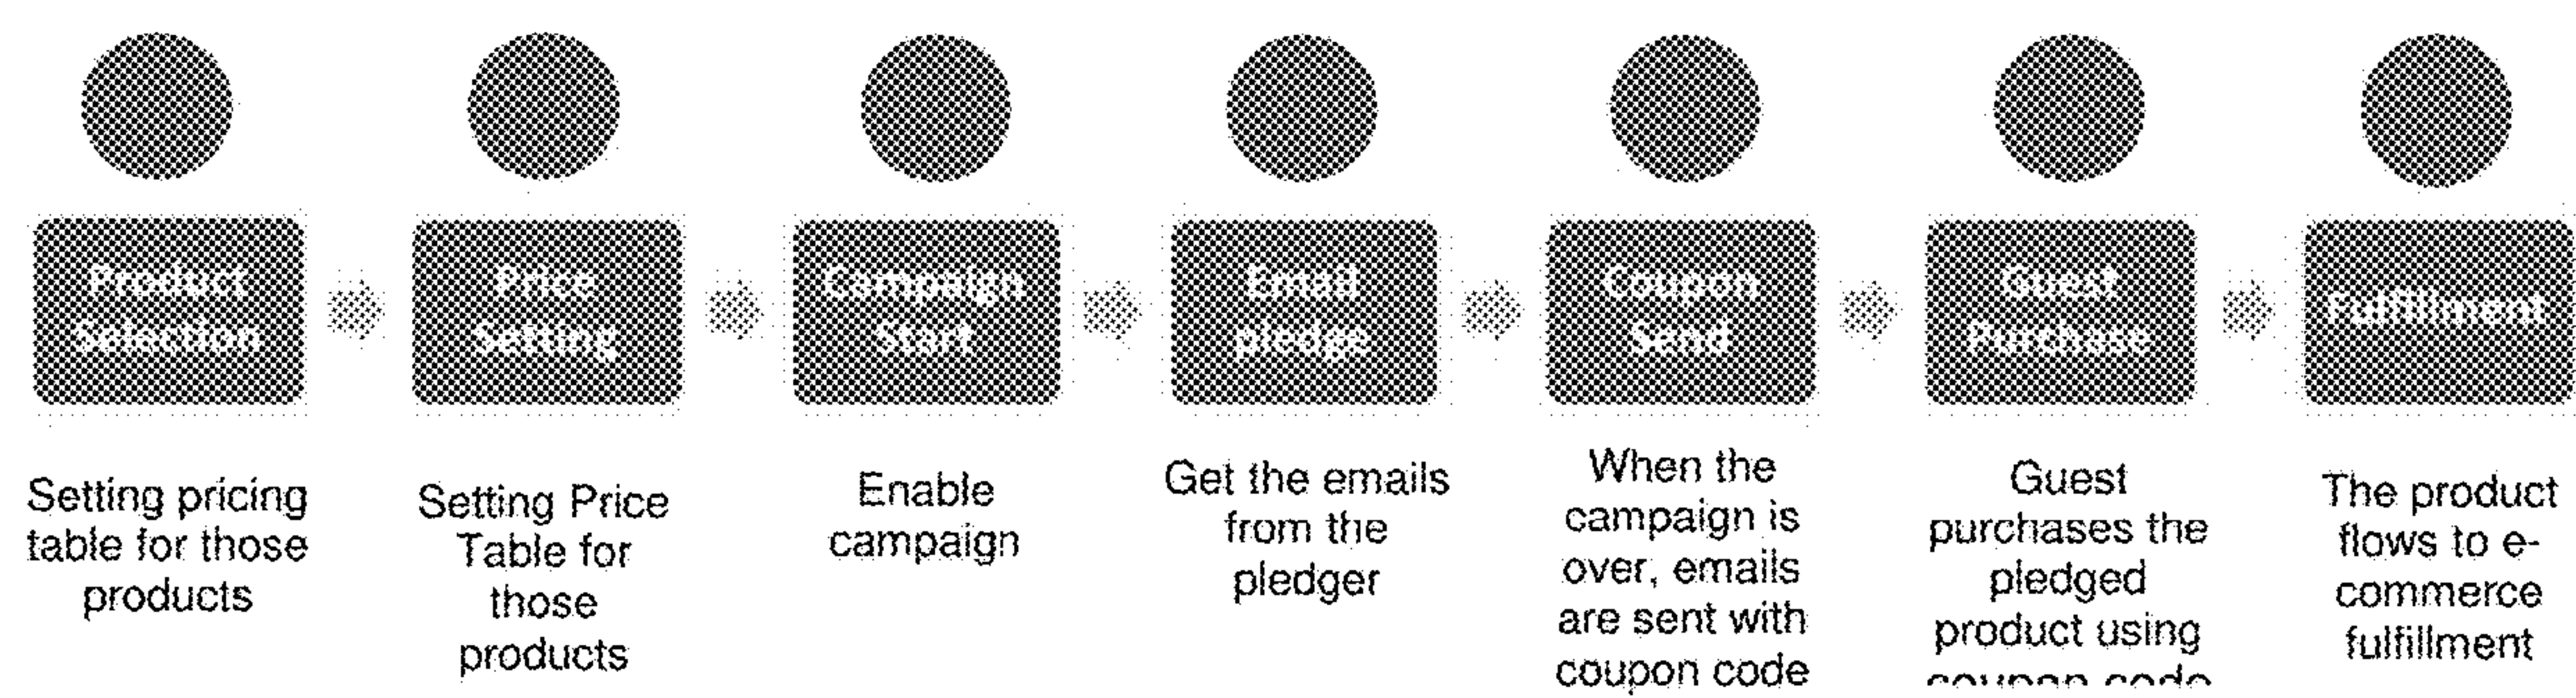 Product
Selection
Price
Setting
Campaign
Start
Email
pledge
Coupon
Send
Guest
Purchase
Fulfillment
Setting pricing
table for those
products
Setting Price
Table for
those
products
Enable
campaign
Get the emails
from the
pledger
When the
campaign is
over, emails
are sent with
coupon code
Guest
purchases the
pledged
product using
coupon code
The product
flows to e-
commerce
fulfillment